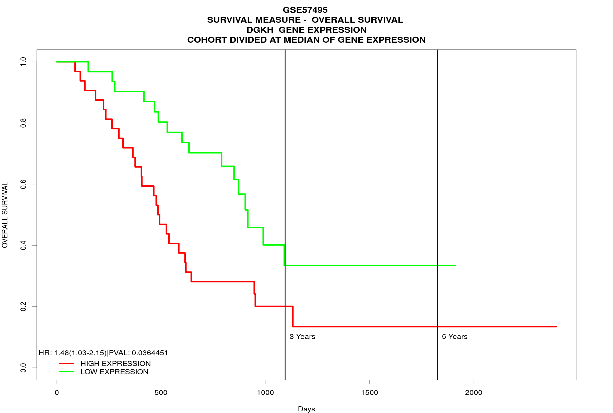 GSE57495
SURVIVAL MEASURE - OVERALL SURVIVAL
DGKH GENE EXPRESSION
COHORT DIVIDED AT MEDIAN OF GENE EXPRESSION
1.0
0.8
0.6
0.4
0.2
0.0
OVERALL SURVIVAL
3 Years
5 Years
HR: 1.48(1.03-2.15)|PVAL: 0.0364451
HIGH EXPRESSION
LOW EXPRESSION
0
500
1000
1500
2000
Days